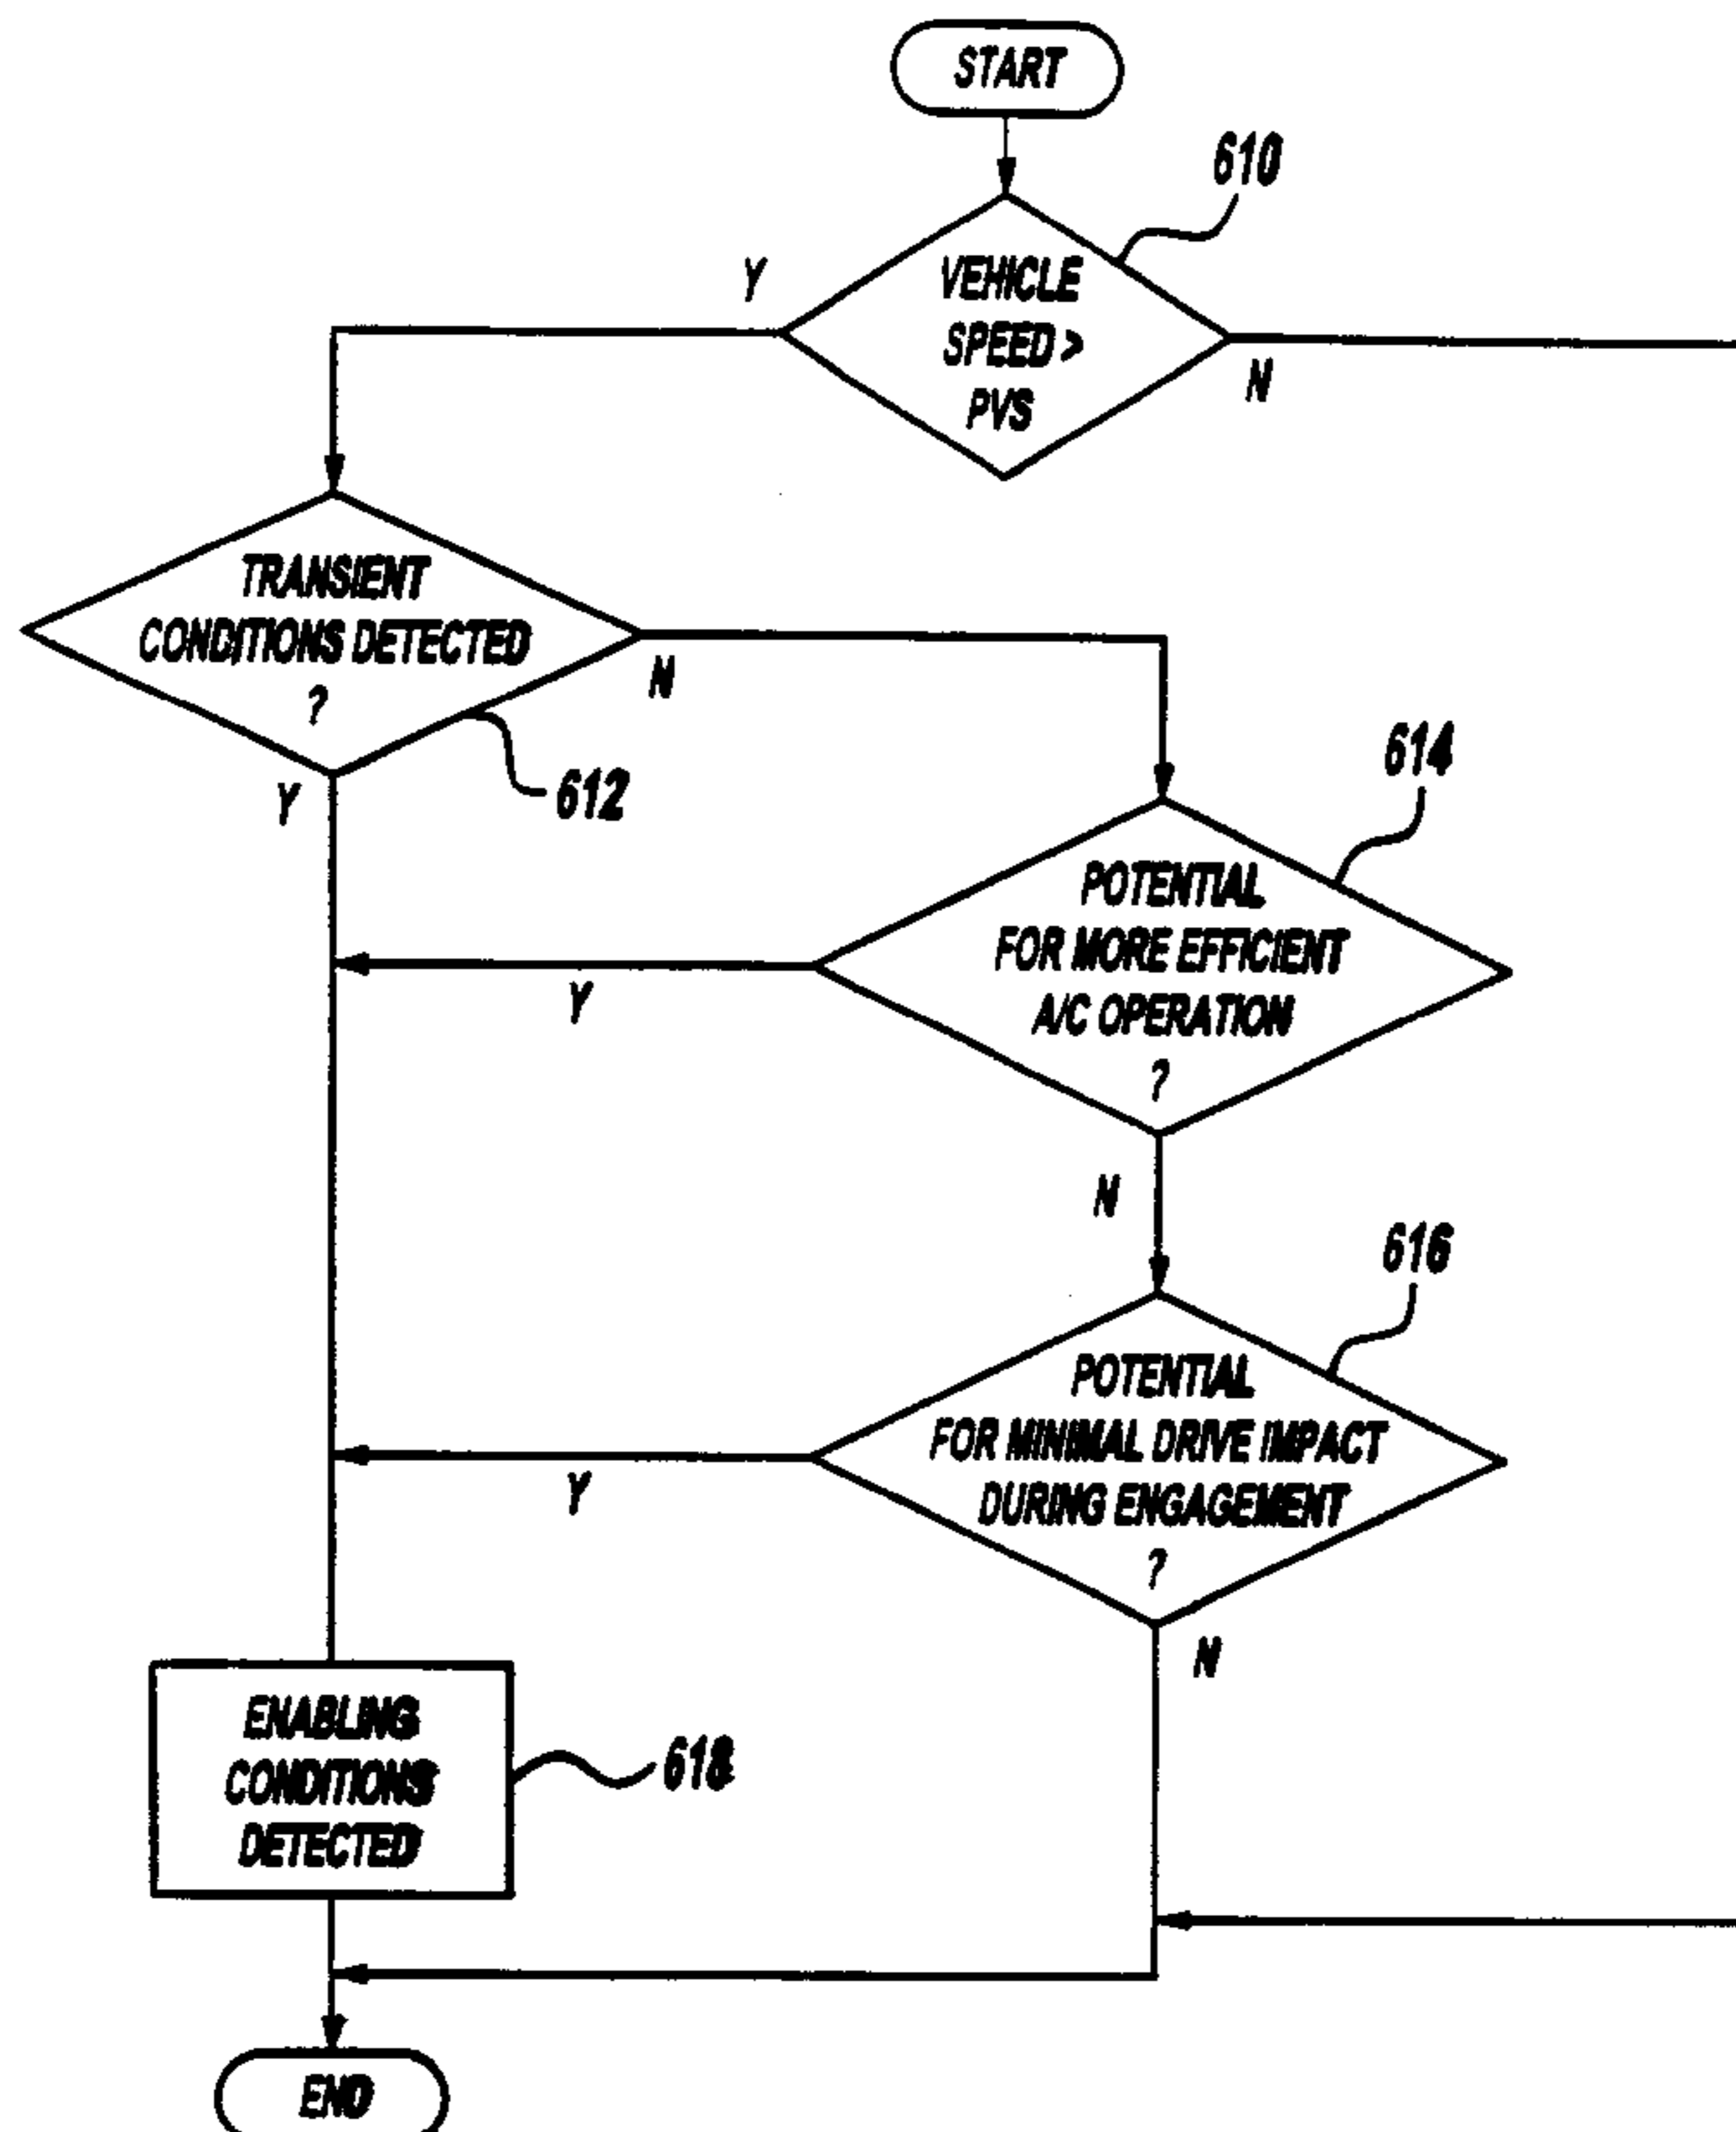 START
610
VEHICLE
SPEED >
PVS
Y
N
TRANSIENT
CONDITIONS DETECTED
?
N
Y
612
614
POTENTIAL
FOR MORE EFFICIENT
A/C OPERATION
?
Y
N
616
POTENTIAL
FOR MINIMAL DRIVE IMPACT
DURING ENGAGEMENT
?
Y
N
ENABLING
CONDITIONS
DETECTED
618
END